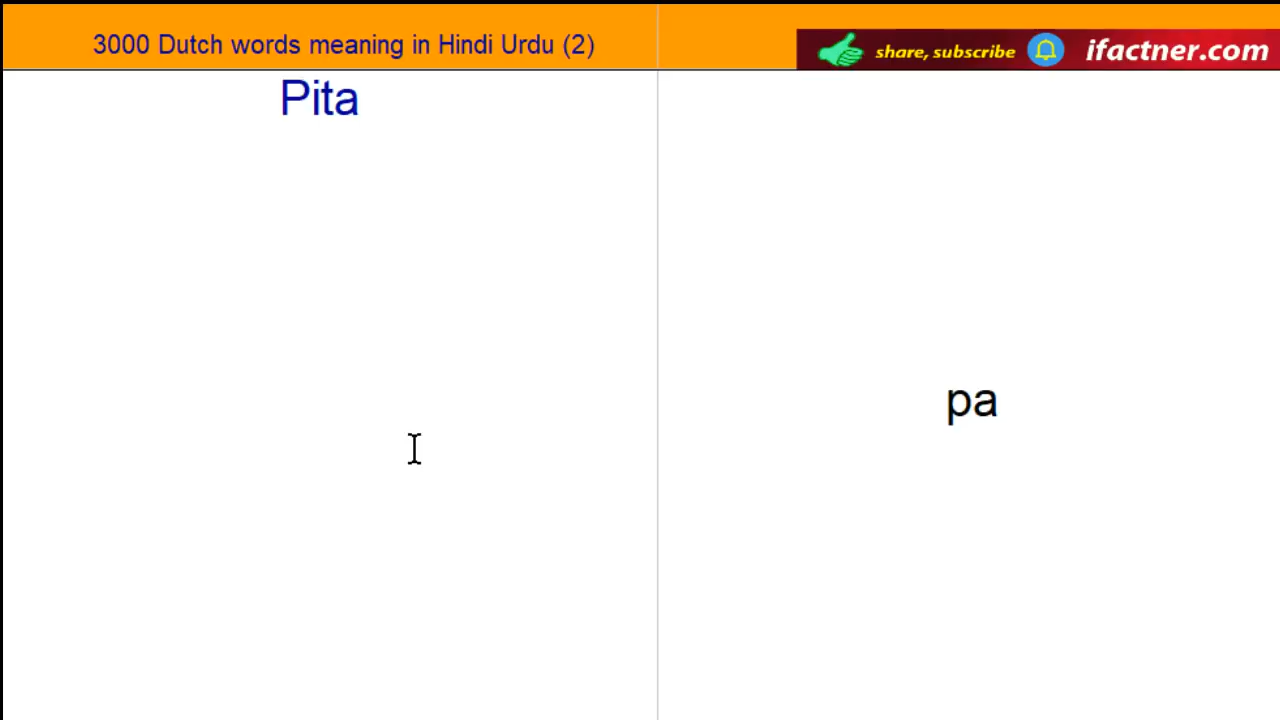 3000 Dutch words meaning in Hindi Urdu (2)
share, subscribe
ifactner.com
Pita
pa